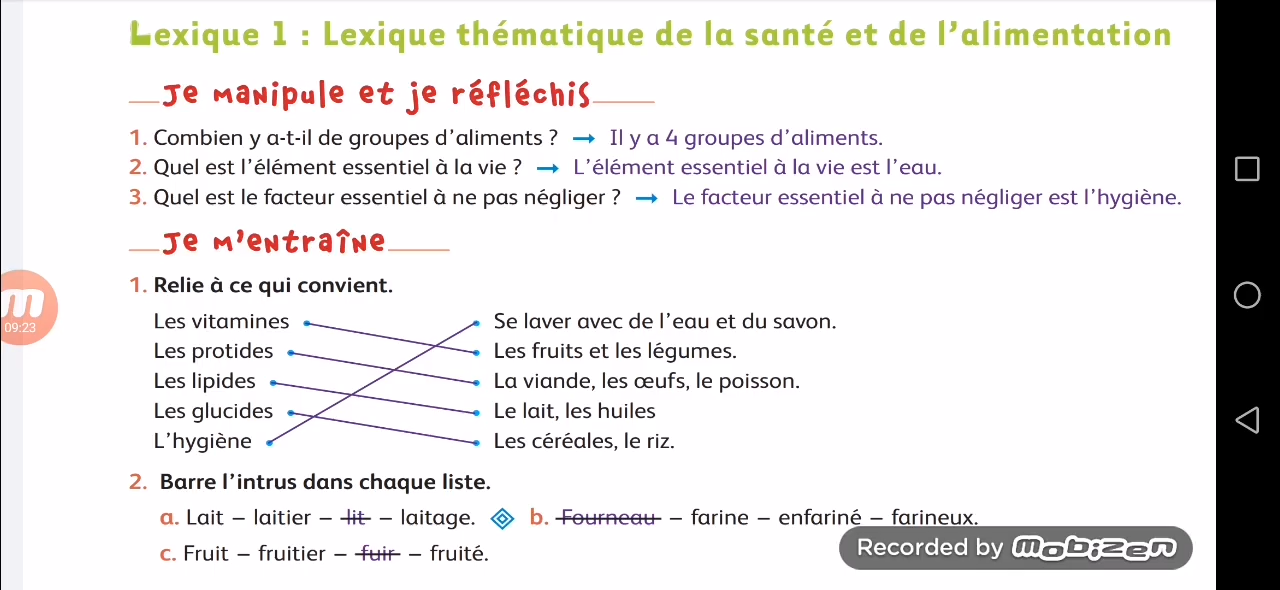 Lexique 1 : Lexique thématique de la santé et de l'alimentation
Je manipule et je réfléchis
1. Combien y a-t-il de groupes d'aliments ? → Il y a 4 groupes d'aliments.
2. Quel est l'élément essentiel à la vie ? → L'élément essentiel à la vie est l'eau.
3. Quel est le facteur essentiel à ne pas négliger ? → Le facteur essentiel à ne pas négliger est l'hygiène.
Je m'entraîne
1. Relie à ce qui convient.
Les vitamines Se laver avec de l'eau et du savon.
Les protides Les fruits et les légumes.
Les lipides La viande, les œufs, le poisson.
Les glucides Le lait, les huiles
L'hygiène Les céréales, le riz.
2. Barre l'intrus dans chaque liste.
a. Lait – laitier – lit – laitage. b. Fourneau – farine – enfariné – farineux.
c. Fruit – fruitier – fuir – fruité.
m
09:23
Recorded by mobizen